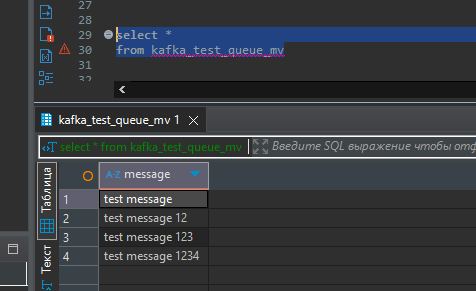 27
28
29 select *
30 from kafka_test_queue_mv
31
32
kafka_test_queue_mv 1
select * from kafka_test_queue_mv Введите SQL выражение чтобы
Таблица
Текст
A-Z message
1 test message
2 test message 12
3 test message 123
4 test message 1234